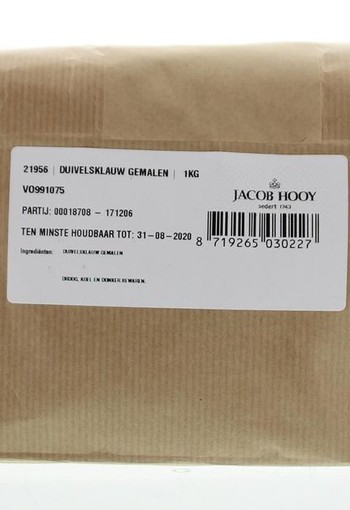 21956 | DUIVELSKLAUW GEMALEN | 1KG
VO991075
PARTIJ: 00018708 - 171206
TEN MINSTE HOUDBAAR TOT: 31-08-2020
Ingrediënten: DUIVELSKLAUW GEMALEN
DROOG, KOEL EN DONKER BEWAREN.
JACOB HOOY
sedert 1743
8 719265 030227